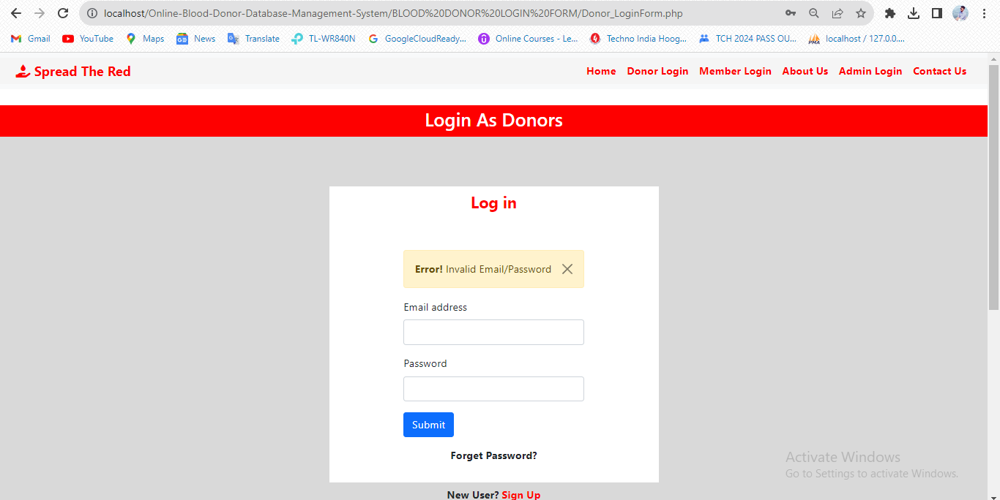 localhost/Online-Blood-Donor-Database-Management-System/BLOOD%20DONOR%20LOGIN%20FORM/Donor_LoginForm.php
Gmail YouTube Maps News Translate TL-WR840N GoogleCloudReady... Online Courses - Le... Techno India Hoog... TCH 2024 PASS OU... PMA localhost / 127.0.0....
Spread The Red Home Donor Login Member Login About Us Admin Login Contact Us
Login As Donors
Log in
Error! Invalid Email/Password
Email address
Password
Submit
Forget Password?
New User? Sign Up
Activate Windows
Go to Settings to activate Windows.